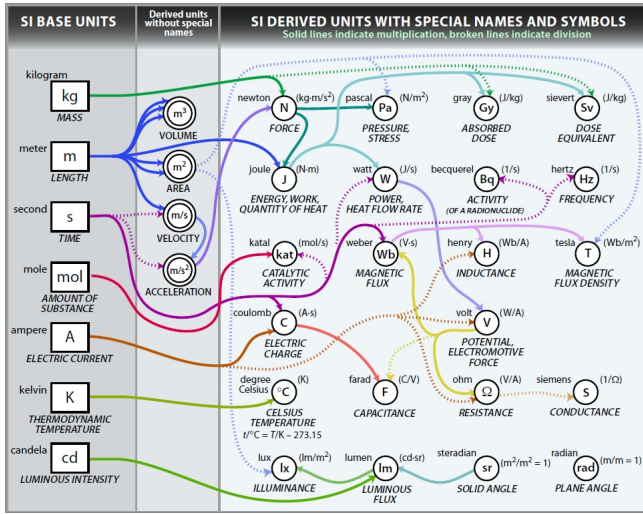 SI BASE UNITS
Derived units
without special
names
SI DERIVED UNITS WITH SPECIAL NAMES AND SYMBOLS
Solid lines indicate multiplication, broken lines indicate division
kilogram
kg
MASS
newton
N
(kg·m/s²)
FORCE
pascal
Pa
(N/m²)
PRESSURE,
STRESS
gray
Gy
(J/kg)
ABSORBED
DOSE
sievert
Sv
(J/kg)
DOSE
EQUIVALENT
m³
VOLUME
meter
m
LENGTH
m²
AREA
joule
J
(N·m)
ENERGY, WORK,
QUANTITY OF HEAT
watt
W
(J/s)
POWER,
HEAT FLOW RATE
becquerel
Bq
(1/s)
ACTIVITY
(OF A RADIONUCLIDE)
hertz
Hz
(1/s)
FREQUENCY
second
s
TIME
m/s
VELOCITY
katal
kat
(mol/s)
CATALYTIC
ACTIVITY
weber
Wb
(V·s)
MAGNETIC
FLUX
henry
H
(Wb/A)
INDUCTANCE
tesla
T
(Wb/m²)
MAGNETIC
FLUX DENSITY
mole
mol
AMOUNT OF
SUBSTANCE
m/s²
ACCELERATION
coulomb
C
(A·s)
ELECTRIC
CHARGE
volt
V
(W/A)
POTENTIAL,
ELECTROMOTIVE
FORCE
ampere
A
ELECTRIC CURRENT
kelvin
K
THERMODYNAMIC
TEMPERATURE
degree
Celsius
°C
(K)
CELSIUS
TEMPERATURE
t/°C = T/K – 273.15
farad
F
(C/V)
CAPACITANCE
ohm
Ω
(V/A)
RESISTANCE
siemens
S
(1/Ω)
CONDUCTANCE
candela
cd
LUMINOUS INTENSITY
lux
lx
(lm/m²)
ILLUMINANCE
lumen
lm
(cd·sr)
LUMINOUS
FLUX
steradian
sr
(m²/m² = 1)
SOLID ANGLE
radian
rad
(m/m = 1)
PLANE ANGLE